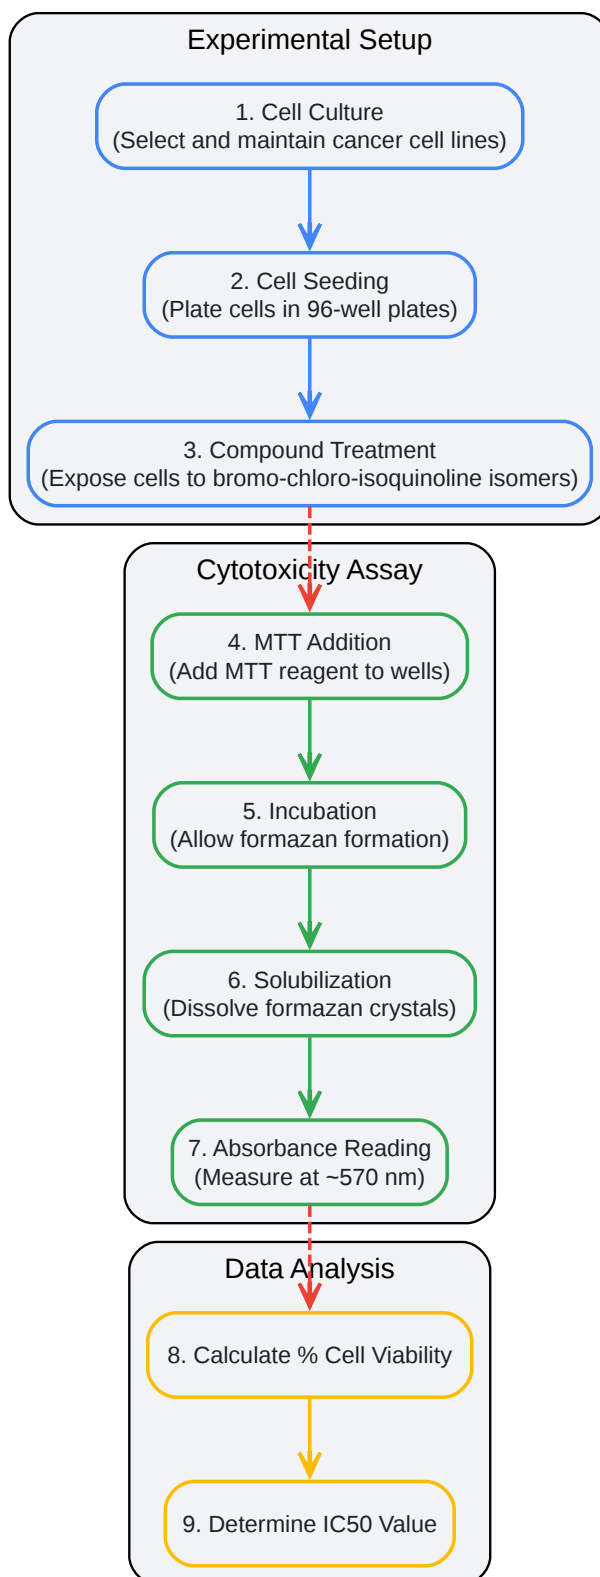 Experimental Setup
1. Cell Culture
(Select and maintain cancer cell lines)
2. Cell Seeding
(Plate cells in 96-well plates)
3. Compound Treatment
(Expose cells to bromo-chloro-isoquinoline isomers)
Cytotoxicity Assay
4. MTT Addition
(Add MTT reagent to wells)
5. Incubation
(Allow formazan formation)
6. Solubilization
(Dissolve formazan crystals)
7. Absorbance Reading
(Measure at ~570 nm)
Data Analysis
8. Calculate % Cell Viability
9. Determine IC50 Value